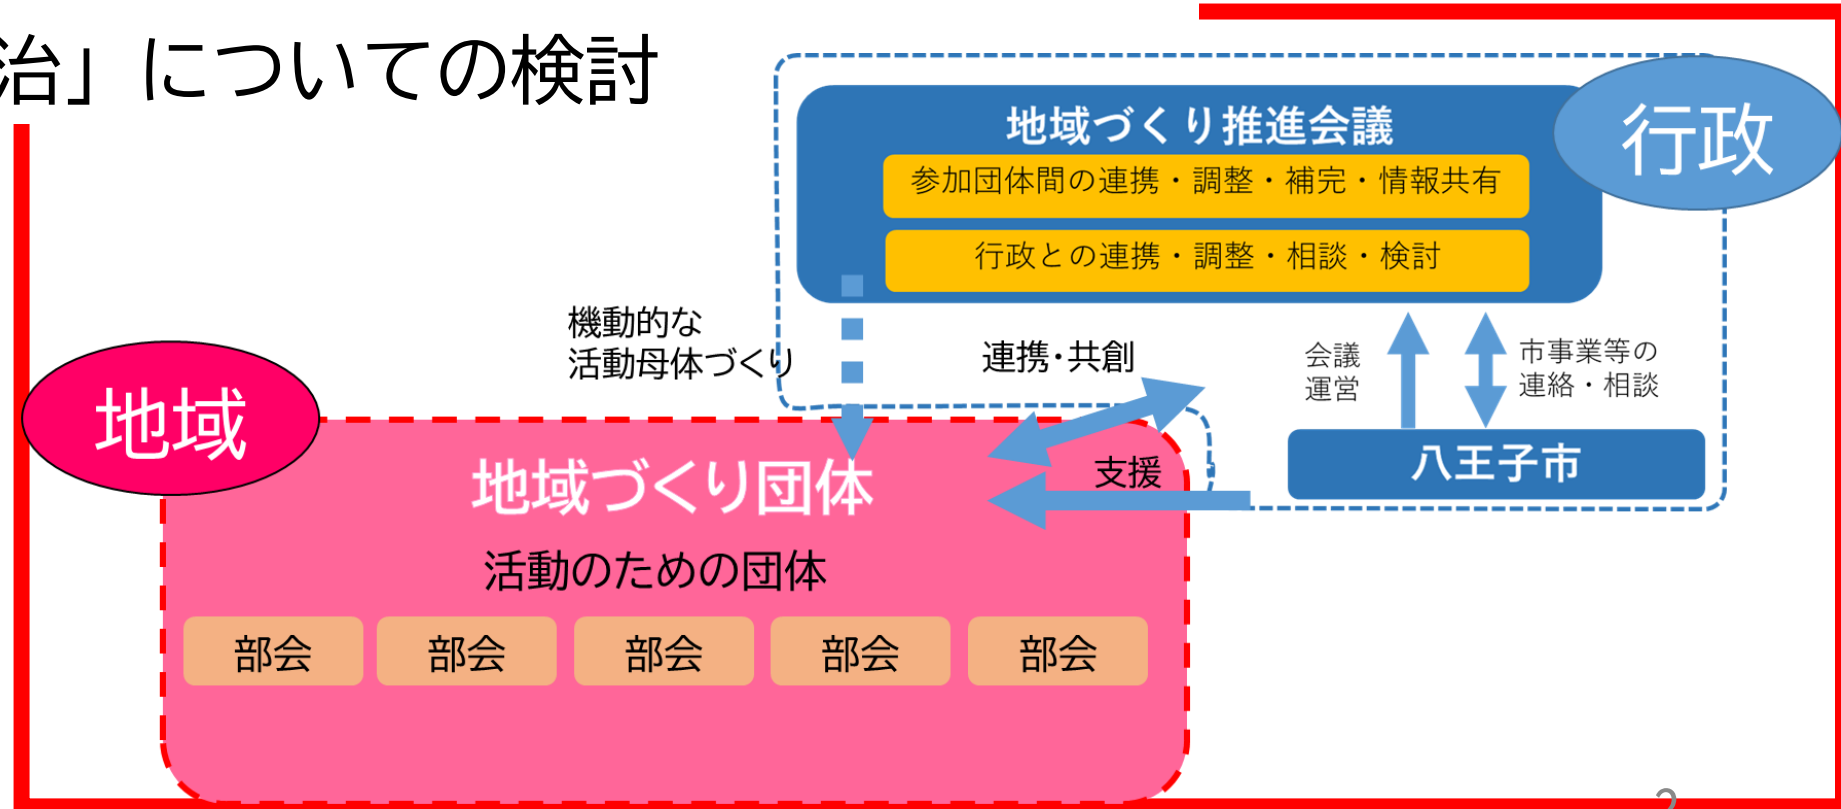 治」についての検討
行政
地域づくり推進会議
参加団体間の連携・調整・補完・情報共有
行政との連携・調整・相談・検討
機動的な
活動母体づくり
連携・共創
会議
運営
市事業等の
連絡・相談
八王子市
地域
支援
地域づくり団体
活動のための団体
部会 部会 部会 部会 部会